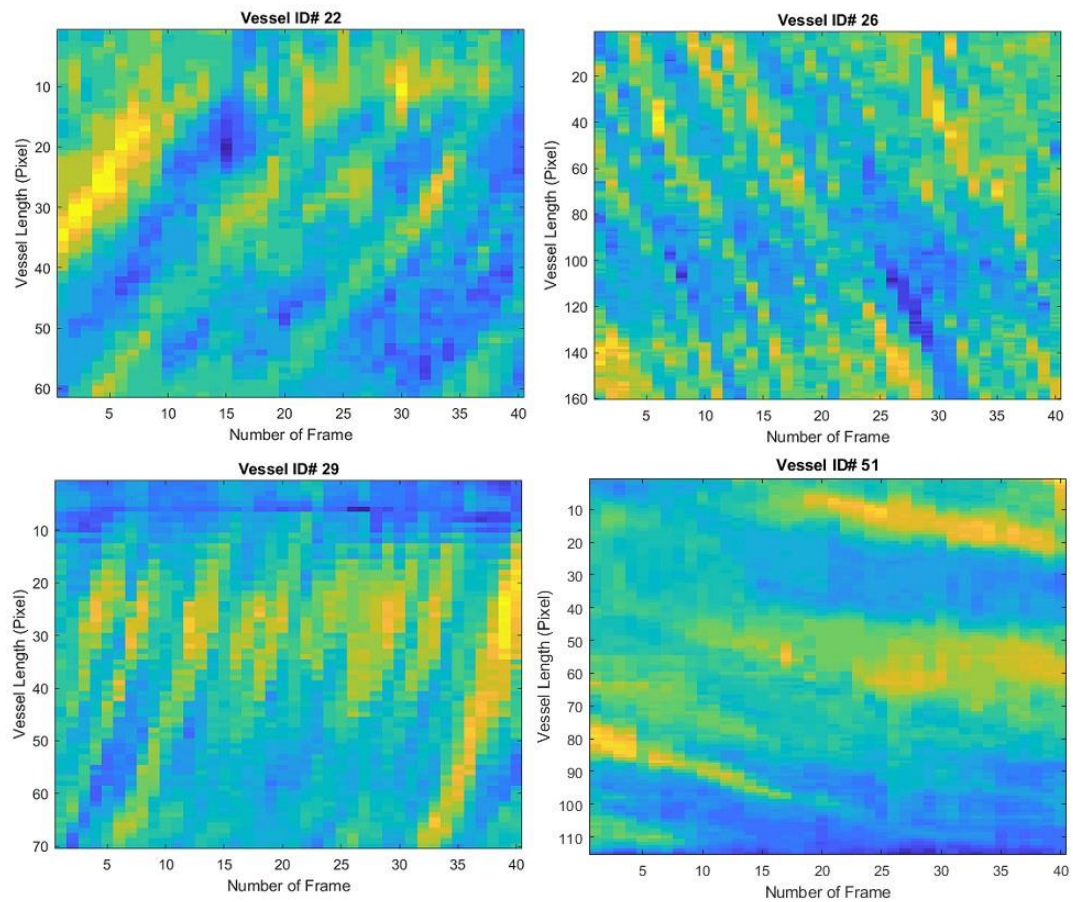 Vessel ID# 22
Vessel Length (Pixel)
10
20
30
40
50
60
5 10 15 20 25 30 35 40
Number of Frame
Vessel ID# 26
Vessel Length (Pixel)
20
40
60
80
100
120
140
160
5 10 15 20 25 30 35 40
Number of Frame
Vessel ID# 29
Vessel Length (Pixel)
10
20
30
40
50
60
70
5 10 15 20 25 30 35 40
Number of Frame
Vessel ID# 51
Vessel Length (Pixel)
10
20
30
40
50
60
70
80
90
100
110
5 10 15 20 25 30 35 40
Number of Frame